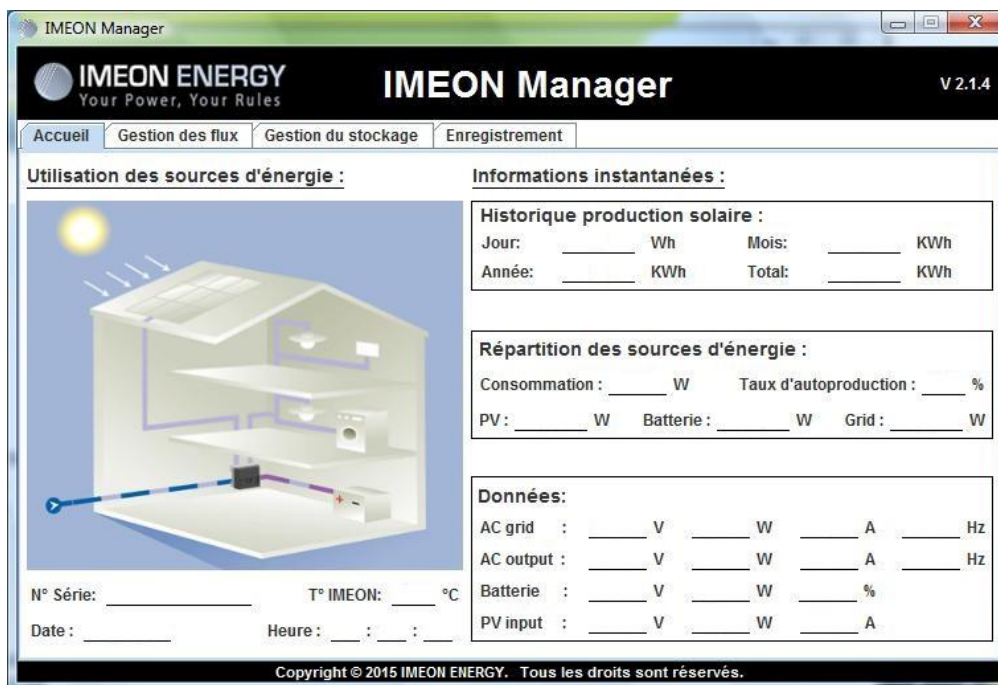 IMEON Manager
IMEON ENERGY
Your Power, Your Rules
IMEON Manager
V 2.1.4
Accueil Gestion des flux Gestion du stockage Enregistrement
Utilisation des sources d'énergie :
N° Série: T° IMEON: °C
Date : Heure : : :
Informations instantanées :
Historique production solaire :
Jour: Wh Mois: KWh
Année: KWh Total: KWh
Répartition des sources d'énergie :
Consommation : W Taux d'autoproduction : %
PV : W Batterie : W Grid : W
Données:
AC grid : V W A Hz
AC output : V W A Hz
Batterie : V W %
PV input : V W A
Copyright © 2015 IMEON ENERGY. Tous les droits sont réservés.